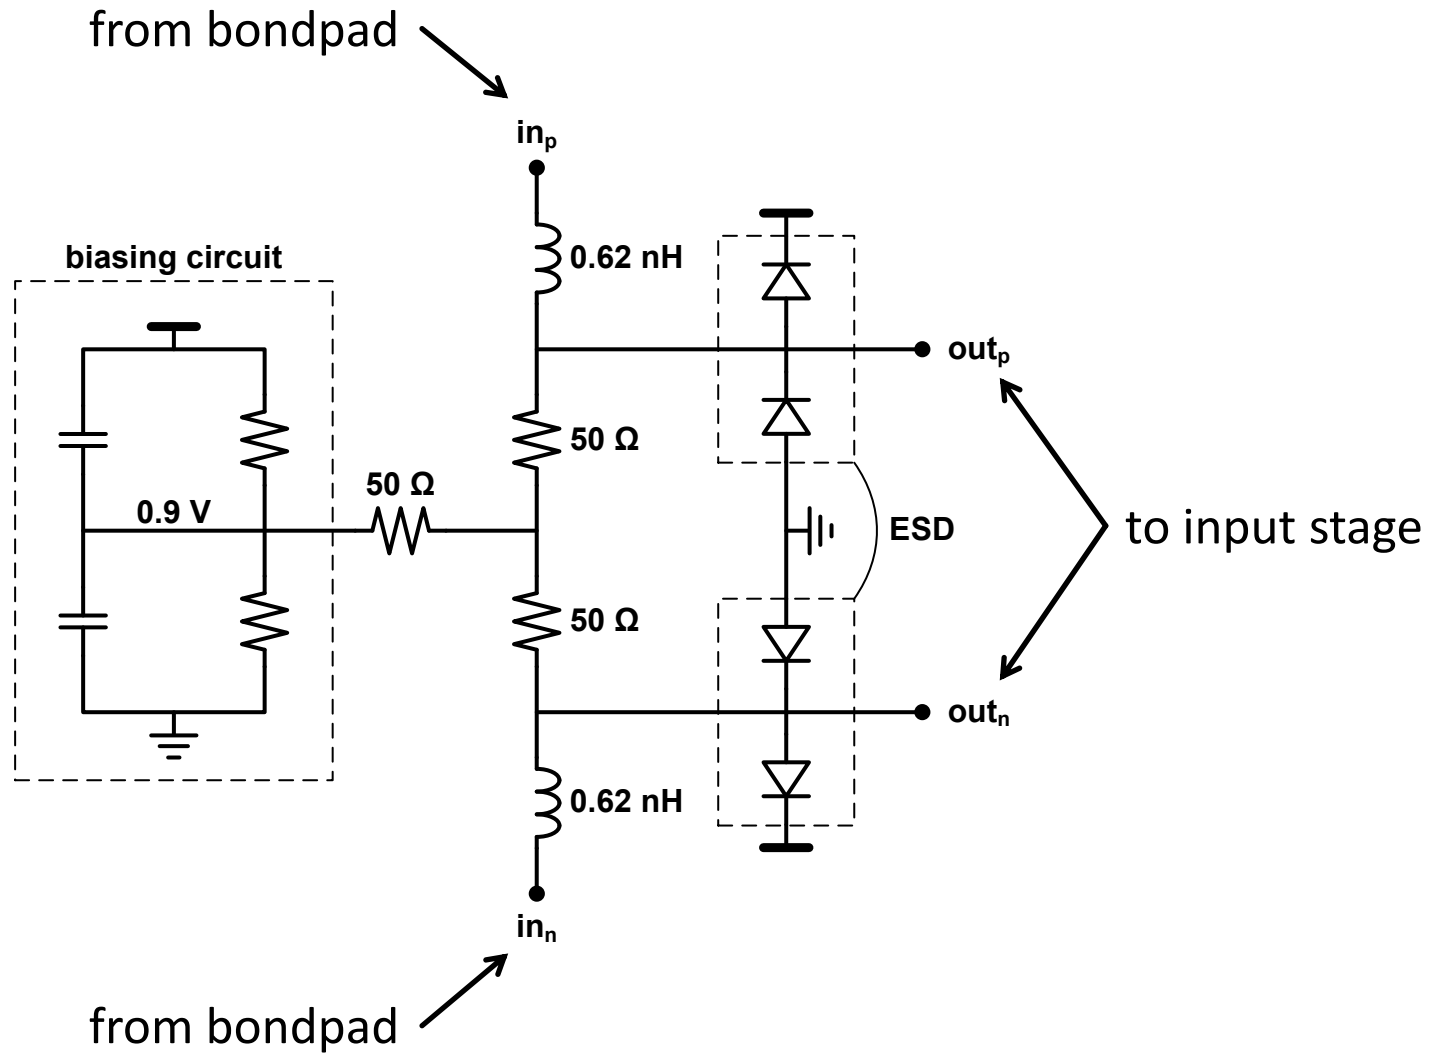 from bondpad
inp
0.62 nH
biasing circuit
outp
50 Ω
50 Ω
0.9 V
ESD
to input stage
50 Ω
outn
0.62 nH
inn
from bondpad